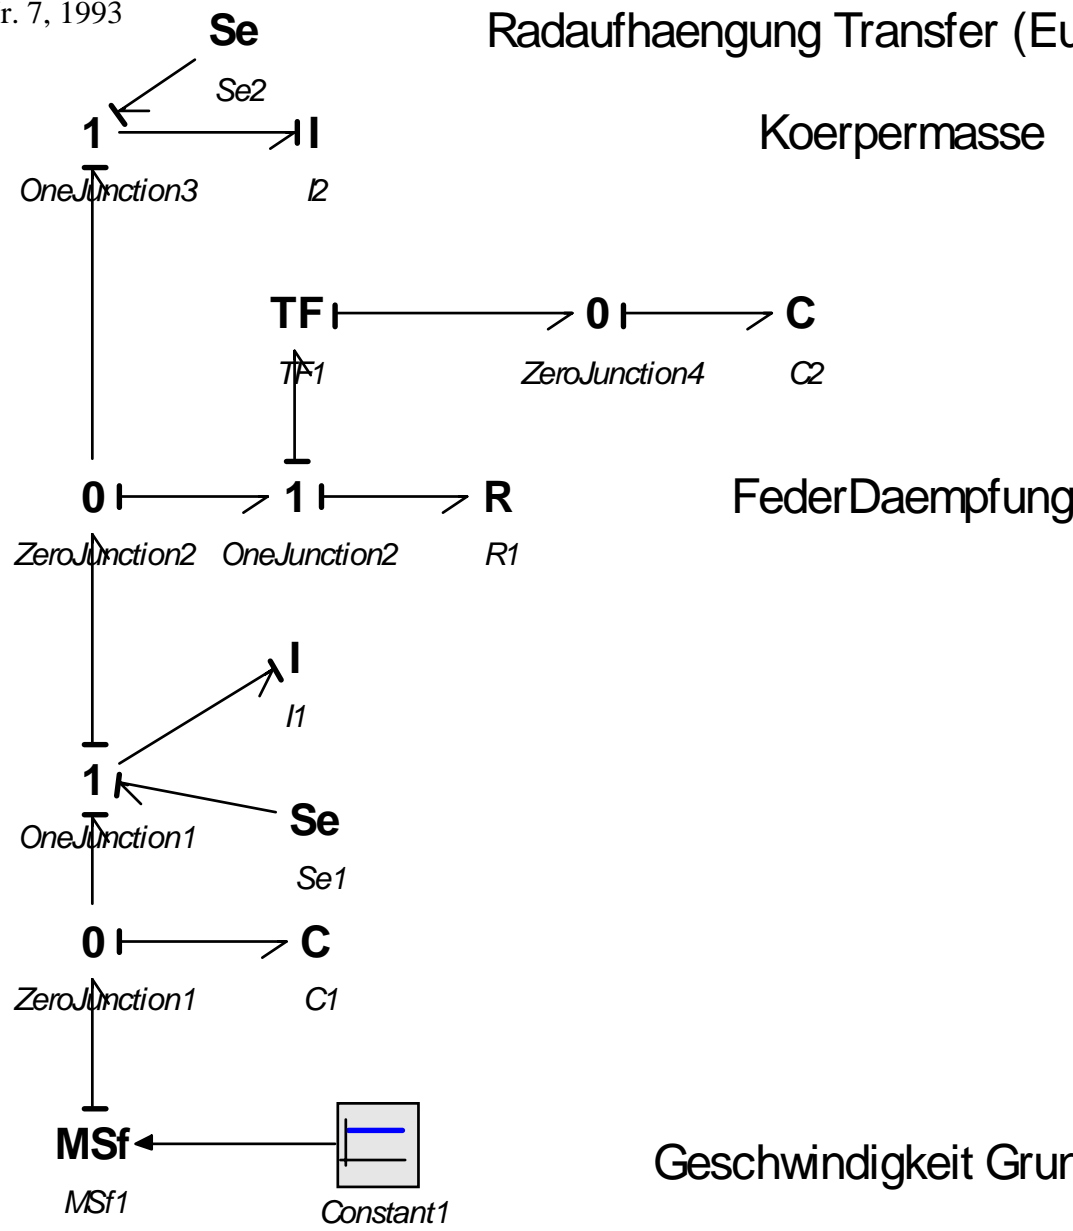 r. 7, 1993
Se
Radaufhaengung Transfer (Eu
Se2
1
I
Koerpermasse
OneJunction3
I2
TF
0
C
TF1
ZeroJunction4
C2
0
1
R
FederDaempfung
ZeroJunction2
OneJunction2
R1
I
I1
1
OneJunction1
Se
Se1
0
C
ZeroJunction1
C1
MSf
Geschwindigkeit Grun
MSf1
Constant1